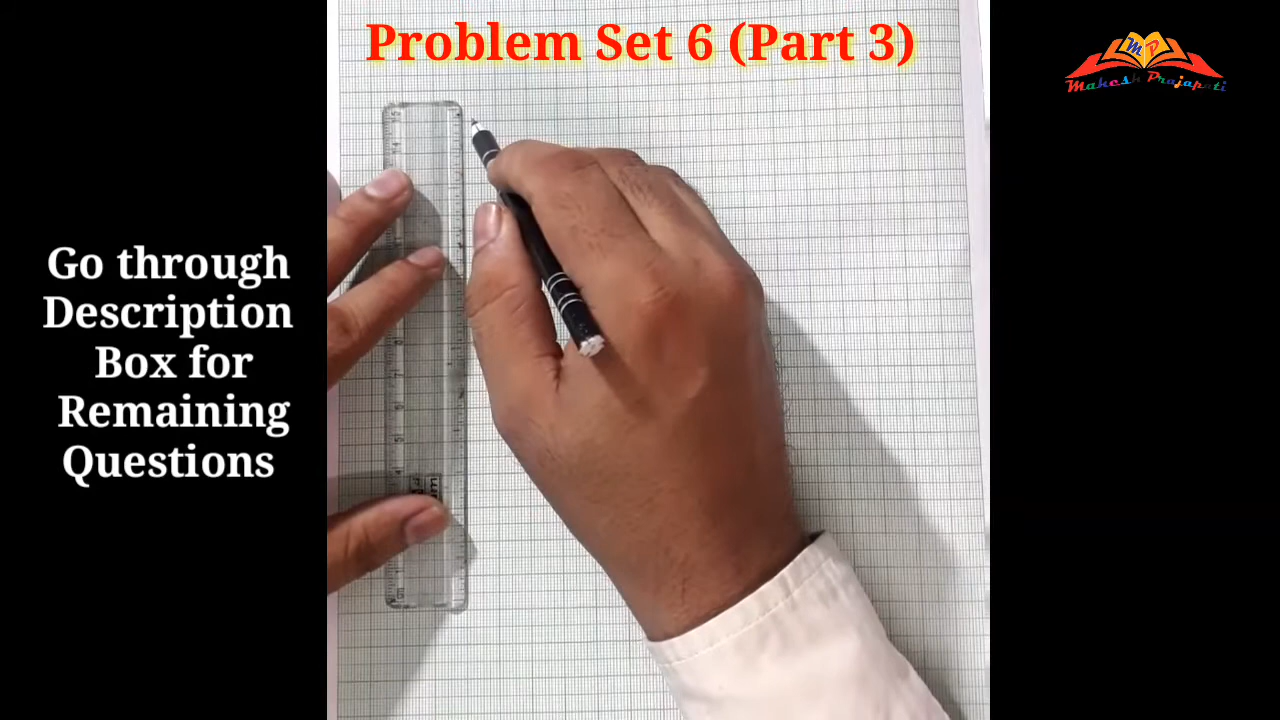 Problem Set 6 (Part 3)
M P
Mahesh Prajapati
Go through
Description
Box for
Remaining
Questions